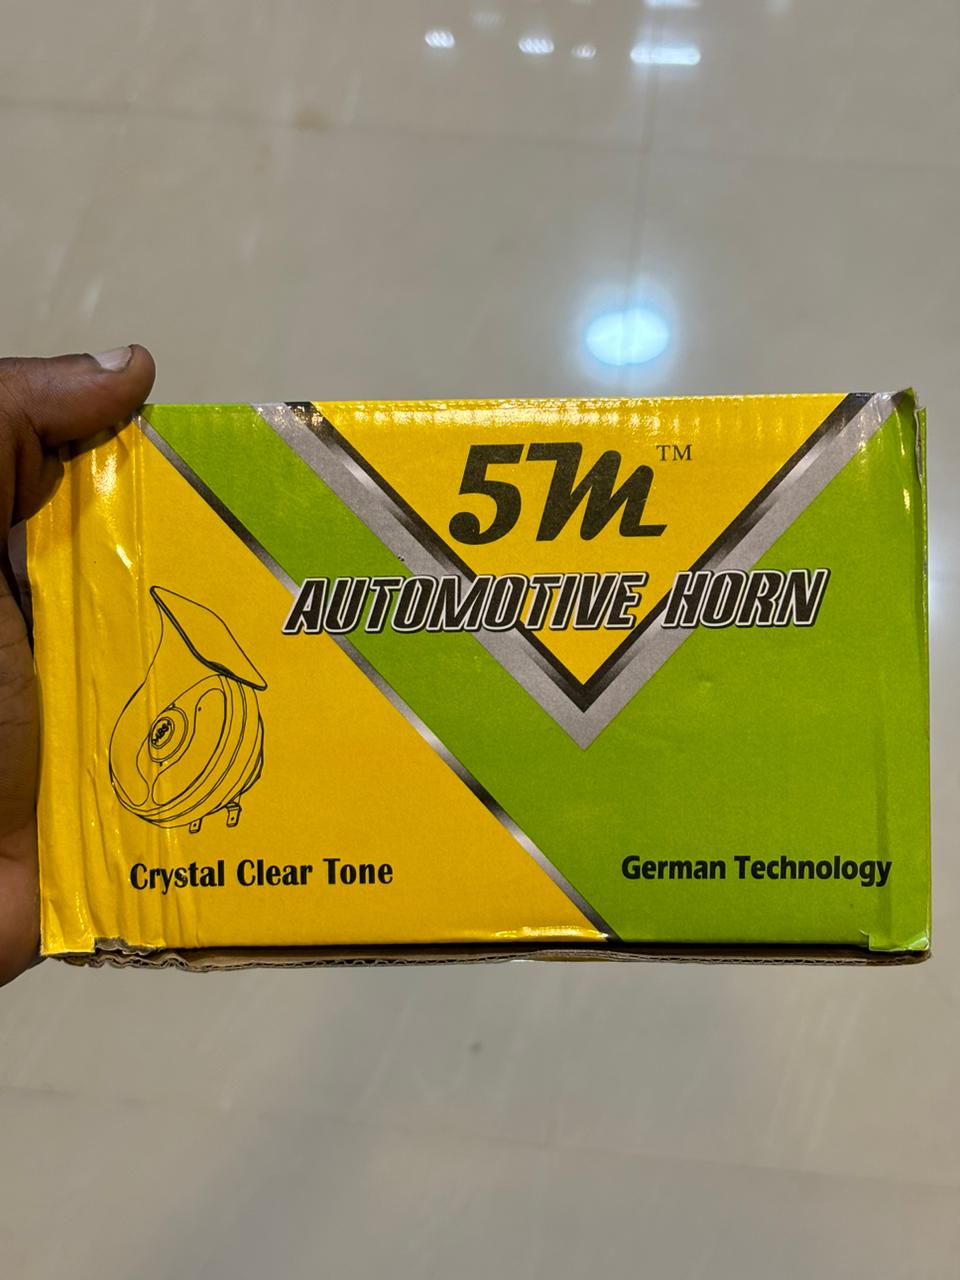 5m™
AUTOMOTIVE HORN
Crystal Clear Tone
German Technology